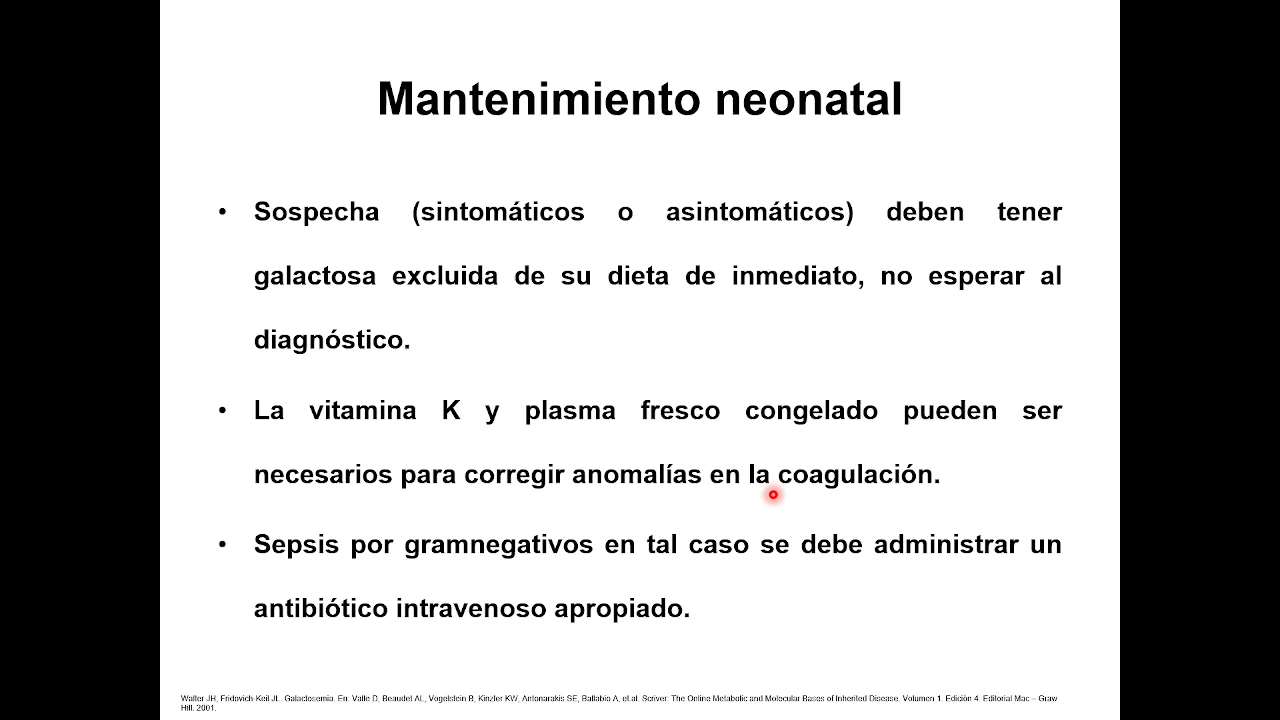 Mantenimiento neonatal
• Sospecha (sintomáticos o asintomáticos) deben tener
galactosa excluida de su dieta de inmediato, no esperar al
diagnóstico.
• La vitamina K y plasma fresco congelado pueden ser
necesarios para corregir anomalías en la coagulación.
• Sepsis por gramnegativos en tal caso se debe administrar un
antibiótico intravenoso apropiado.
Walter JH, Fridovich-Keil JL. Galactosemia. En: Valle D, Beaudet AL, Vogelstein B, Kinzler KW, Antonarakis SE, Ballabio A, et.al. Scriver: The Online Metabolic and Molecular Bases of Inherited Disease. Volumen 1. Edición 4. Editorial Mac – Graw
Hill. 2001.